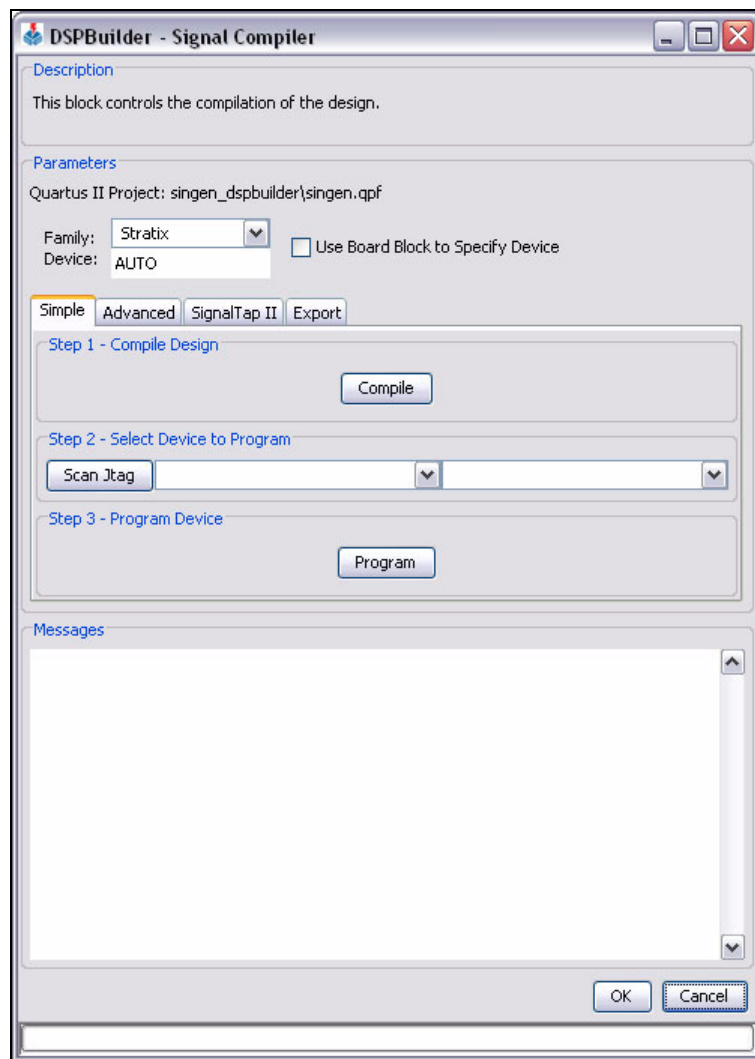 DSPBuilder - Signal Compiler
Description
This block controls the compilation of the design.
Parameters
Quartus II Project: singen_dspbuilder\singen.qpf
Family: Stratix
Use Board Block to Specify Device
Device: AUTO
Simple Advanced SignalTap II Export
Step 1 - Compile Design
Compile
Step 2 - Select Device to Program
Scan Jtag
Step 3 - Program Device
Program
Messages
OK Cancel